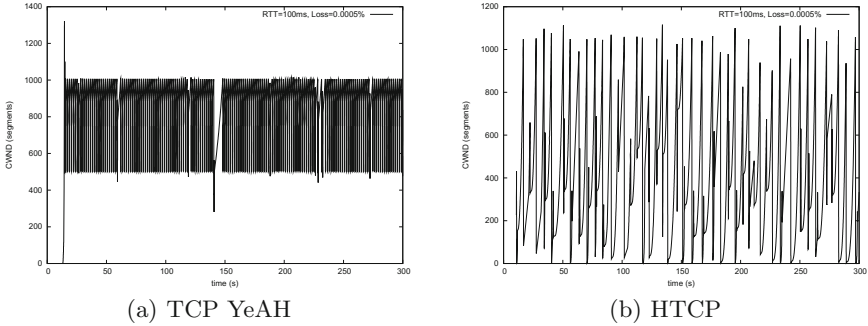 RTT=100ms, Loss=0.0005%
1400
1200
1000
800
600
400
200
0
CWND (segments)
0 50 100 150 200 250 300
time (s)
(a) TCP YeAH
RTT=100ms, Loss=0.0005%
1200
1000
800
600
400
200
0
CWND (segments)
0 50 100 150 200 250 300
time (s)
(b) HTCP